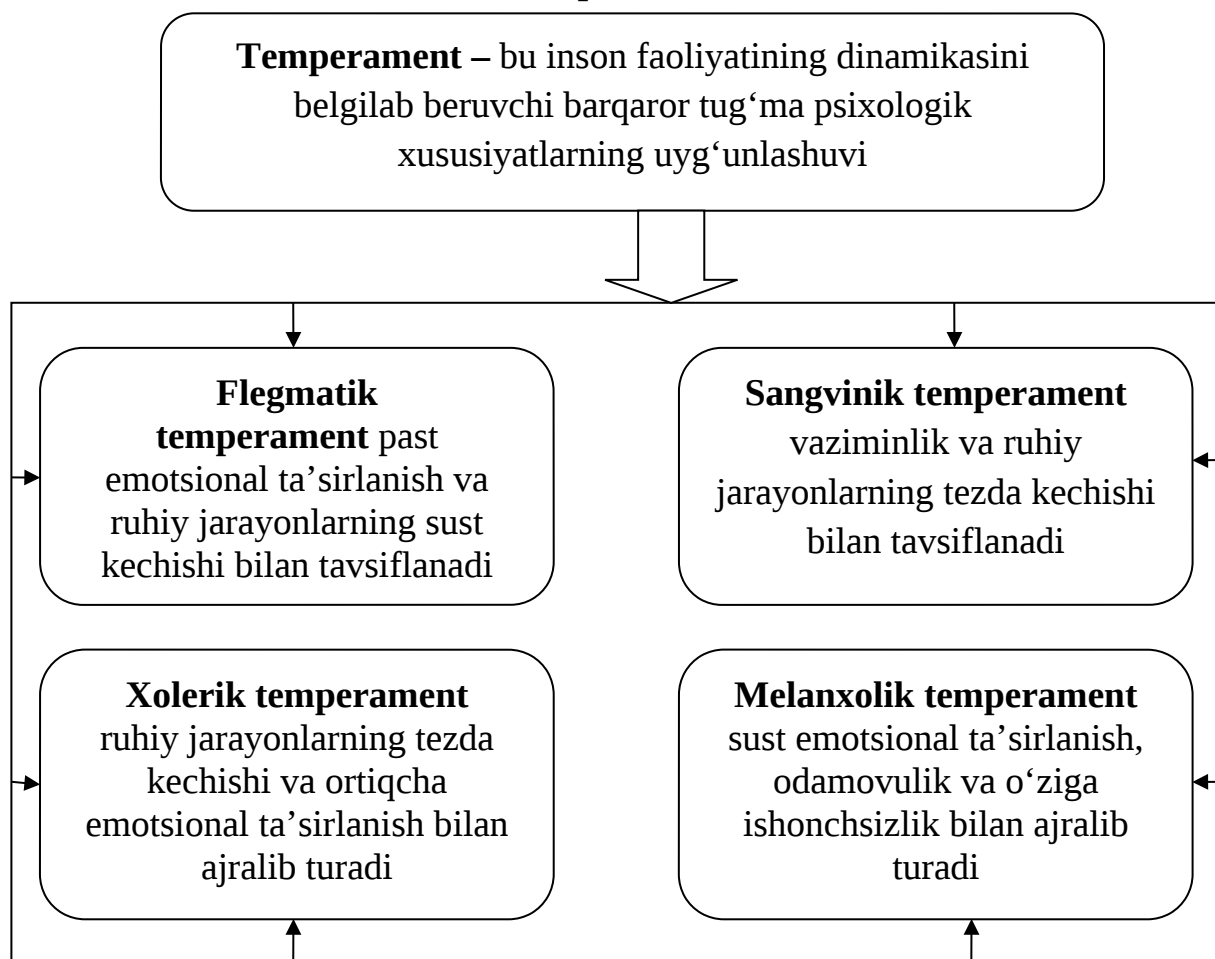 Temperament – bu inson faoliyatining dinamikasini
belgilab beruvchi barqaror tug‘ma psixologik
xususiyatlarning uyg‘unlashuvi
Flegmatik
temperament past
emotsional ta’sirlanish va
ruhiy jarayonlarning sust
kechishi bilan tavsiflanadi
Sangvinik temperament
vaziminlik va ruhiy
jarayonlarning tezda kechishi
bilan tavsiflanadi
Xolerik temperament
ruhiy jarayonlarning tezda
kechishi va ortiqcha
emotsional ta’sirlanish bilan
ajralib turadi
Melanxolik temperament
sust emotsional ta’sirlanish,
odamovulik va o‘ziga
ishonchsizlik bilan ajralib
turadi